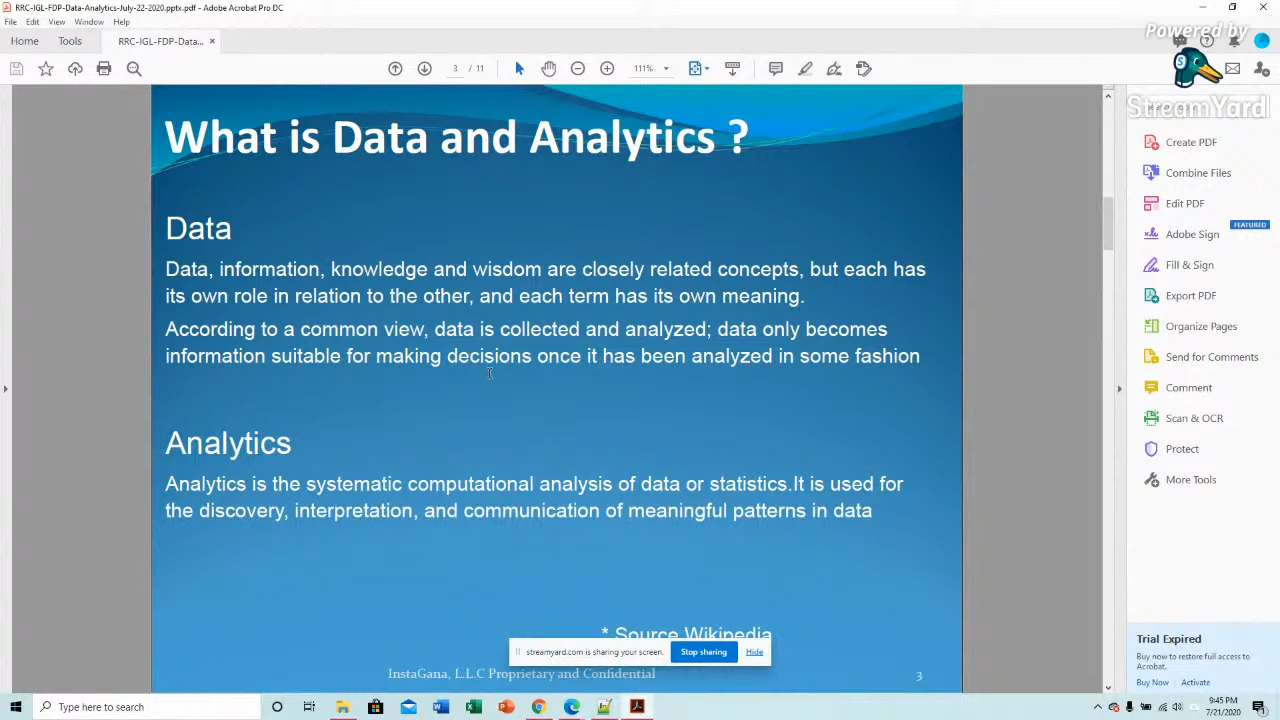 RRC-IGL-FDP-Data-Analytics-July-22-2020.pptx.pdf - Adobe Acrobat Pro DC
File Edit View Window Help
Powered by
Home Tools RRC-IGL-FDP-Data... ×
3 / 11 111%
StreamYard
What is Data and Analytics ?
Data
Data, information, knowledge and wisdom are closely related concepts, but each has
its own role in relation to the other, and each term has its own meaning.
According to a common view, data is collected and analyzed; data only becomes
information suitable for making decisions once it has been analyzed in some fashion
Analytics
Analytics is the systematic computational analysis of data or statistics.It is used for
the discovery, interpretation, and communication of meaningful patterns in data
* Source Wikipedia
streamyard.com is sharing your screen. Stop sharing Hide
InstaGana, L.L.C Proprietary and Confidential 3
Create PDF
Combine Files
Edit PDF
FEATURED
Adobe Sign
Fill & Sign
Export PDF
Organize Pages
Send for Comments
Comment
Scan & OCR
Protect
More Tools
Trial Expired
Buy now to restore full access to
Acrobat.
Buy Now Activate
Type here to search
9:45 PM
7/21/2020